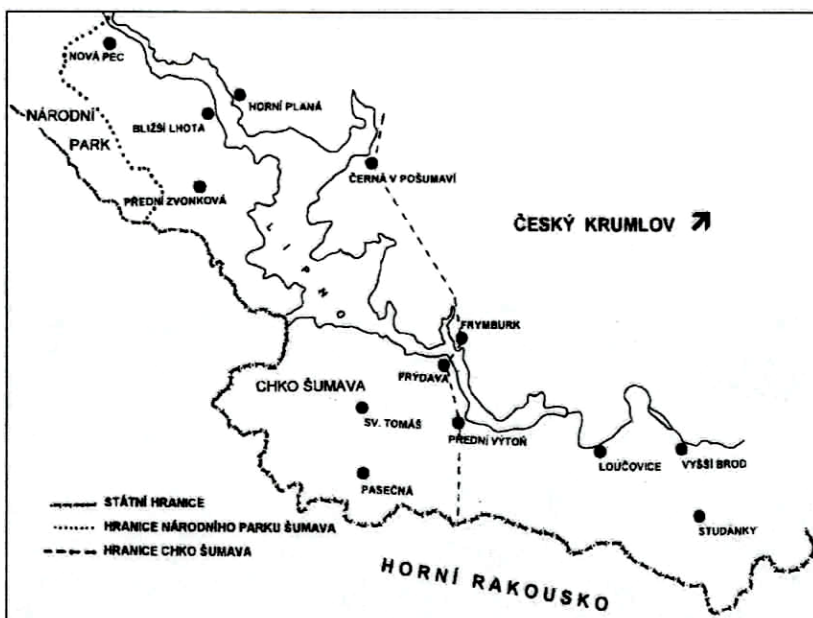 NOVÁ PEC
HORNÍ PLANÁ
NÁRODNÍ
PARK
BLIŽŠÍ LHOTA
ČERNÁ V POŠUMAVÍ
PŘEDNÍ ZVONKOVÁ
ČESKÝ KRUMLOV
LIPNO
FRYMBURK
FRÝDAVA
CHKO ŠUMAVA
SV. TOMÁŠ
PŘEDNÍ VÝTOŇ
LOUČOVICE
VYŠŠÍ BROD
PASEČNÁ
STUDÁNKY
STÁTNÍ HRANICE
HRANICE NÁRODNÍHO PARKU ŠUMAVA
HRANICE CHKO ŠUMAVA
HORNÍ RAKOUSKO